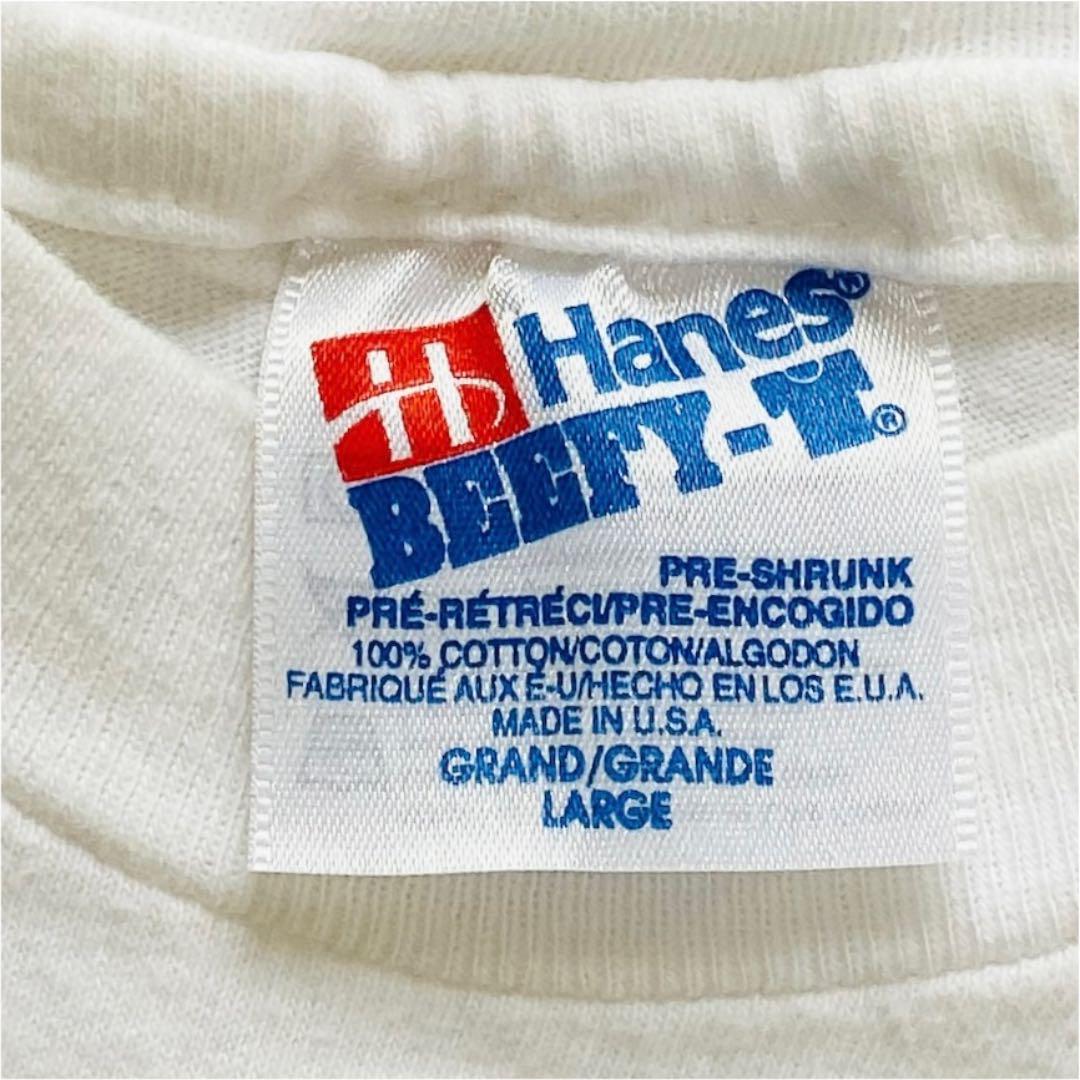 Hanes®
BEEFY-T®
PRE-SHRUNK
PRÉ-RÉTRÉCI/PRE-ENCOGIDO
100% COTTON/COTON/ALGODON
FABRIQUÉ AUX É-U/HECHO EN LOS E.U.A.
MADE IN U.S.A.
GRAND/GRANDE
LARGE